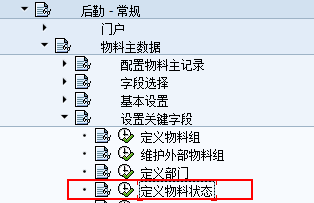 后勤 - 常规
门户
物料主数据
配置物料主记录
字段选择
基本设置
设置关键字段
定义物料组
维护外部物料组
定义部门
定义物料状态